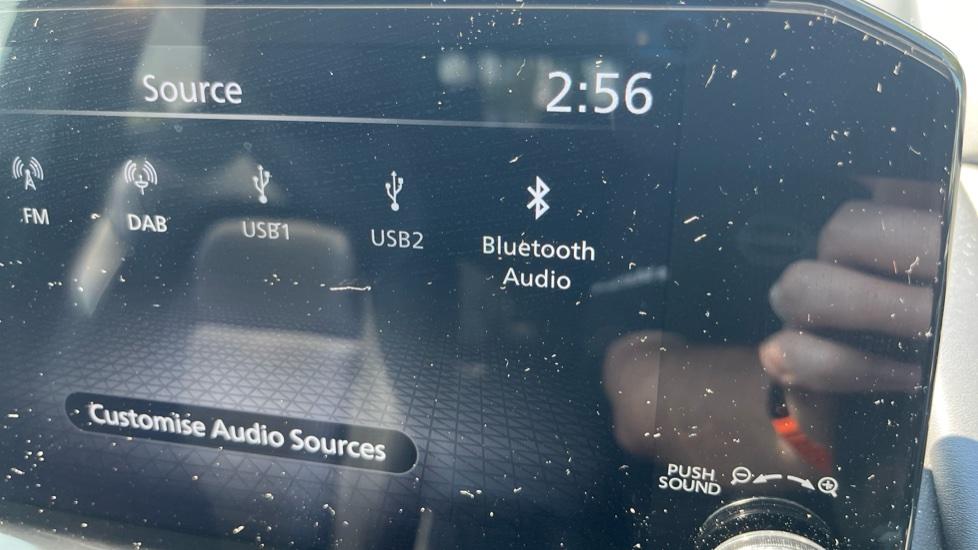 Source
2:56
FM
DAB
USB1
USB2
Bluetooth
Audio
Customise Audio Sources
PUSH
SOUND